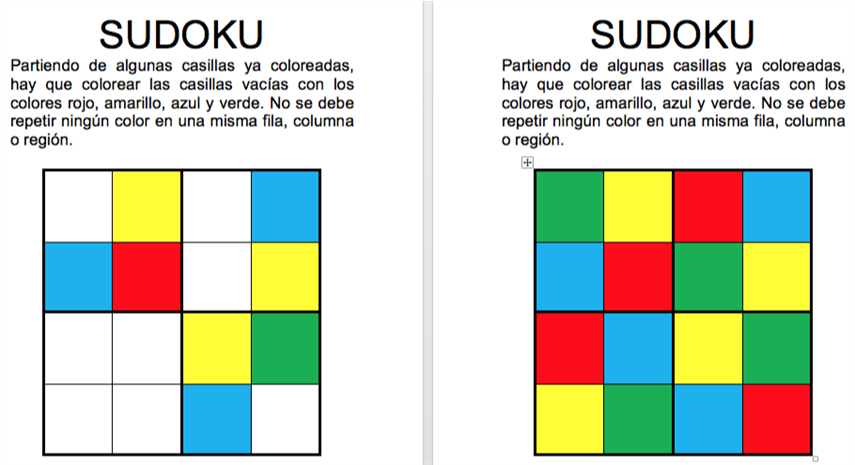 SUDOKU
Partiendo de algunas casillas ya coloreadas,
hay que colorear las casillas vacías con los
colores rojo, amarillo, azul y verde. No se debe
repetir ningún color en una misma fila, columna
o región.
SUDOKU
Partiendo de algunas casillas ya coloreadas,
hay que colorear las casillas vacías con los
colores rojo, amarillo, azul y verde. No se debe
repetir ningún color en una misma fila, columna
o región.